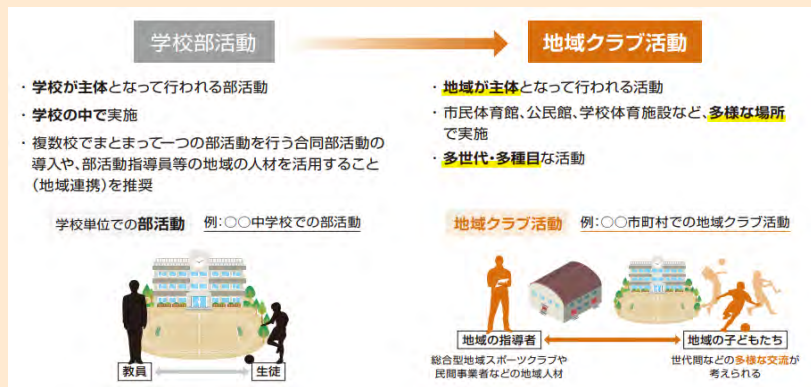 学校部活動
地域クラブ活動
・学校が主体となって行われる部活動
・学校の中で実施
・複数校でまとまって一つの部活動を行う合同部活動の
導入や、部活動指導員等の地域の人材を活用すること
（地域連携）を推奨
・地域が主体となって行われる活動
・市民体育館、公民館、学校体育施設など、多様な場所
で実施
・多世代・多種目な活動
学校単位での部活動 例：○○中学校での部活動
教員
生徒
地域クラブ活動 例：○○市町村での地域クラブ活動
地域の指導者
地域の子どもたち
総合型地域スポーツクラブや
民間事業者などの地域人材
世代間などの多様な交流が
考えられる